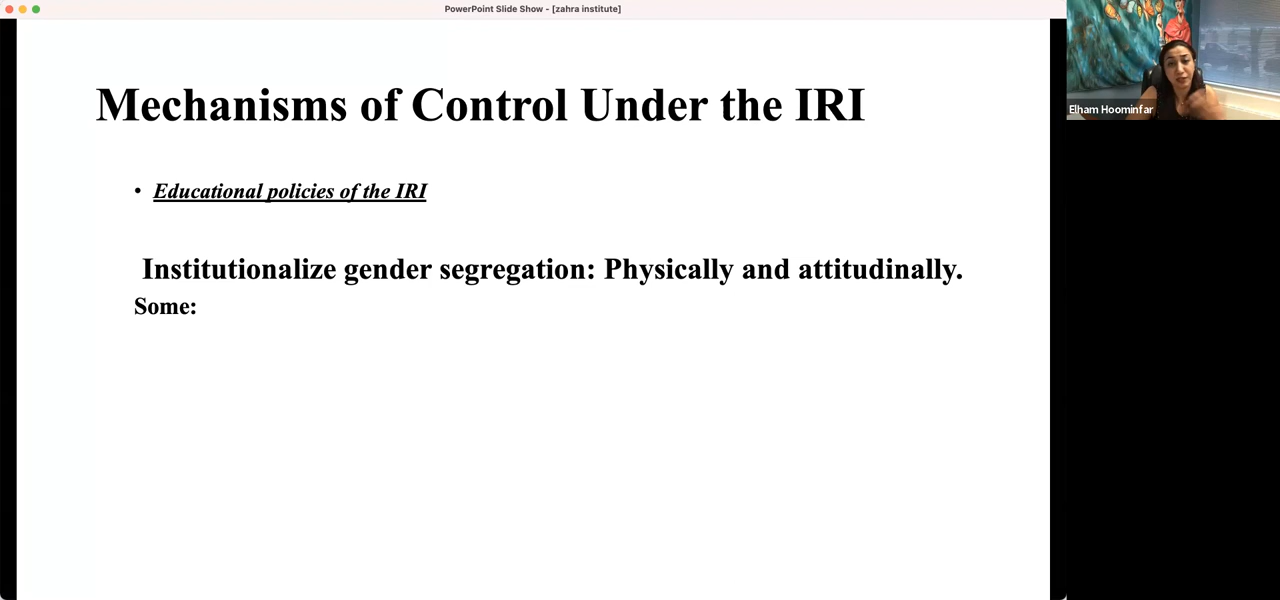 PowerPoint Slide Show - [zahra institute]
Mechanisms of Control Under the IRI
• Educational policies of the IRI
Institutionalize gender segregation: Physically and attitudinally.
Some:
Elham Hoominfar